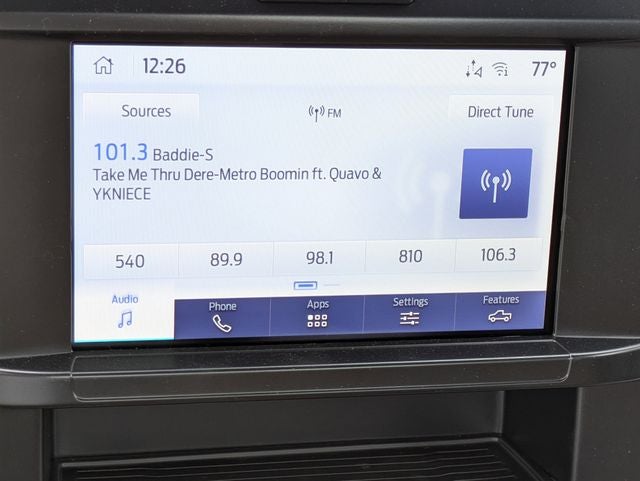 12:26
77°
Sources
FM
Direct Tune
101.3 Baddie-S
Take Me Thru Dere-Metro Boomin ft. Quavo &
YKNIECE
540
89.9
98.1
810
106.3
Audio
Phone
Apps
Settings
Features